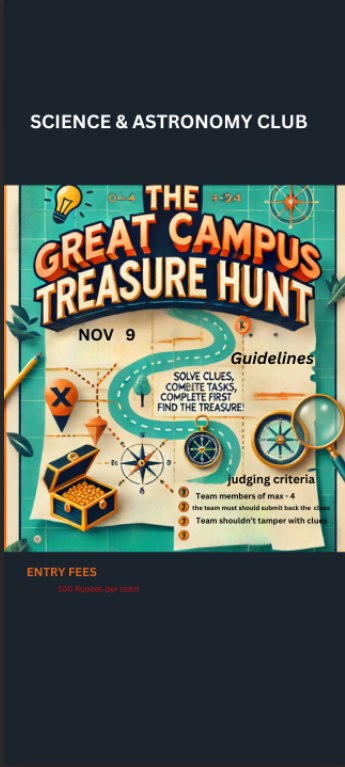 SCIENCE & ASTRONOMY CLUB
THE
GREAT CAMPUS
TREASURE HUNT
NOV 9
Guidelines
SOLVE CLUES,
COMBITE TASKS,
COMPLETE FIRST
FIND THE TREASURE!
judging criteria
Team members of max - 4
the team must should submit back the clues
Team shouldn't tamper with clues
ENTRY FEES
100 Rupees per team